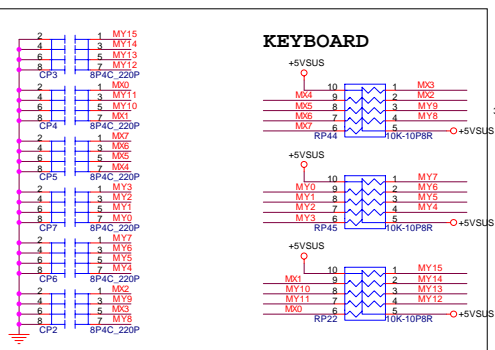 KEYBOARD
2 1 MY15
4 3 MY14
6 5 MY13
8 7 MY12
CP3 8P4C_220P
2 1 MX0
4 3 MY11
6 5 MY10
8 7 MX1
CP4 8P4C_220P
2 1 MX7
4 3 MX6
6 5 MX5
8 7 MX4
CP5 8P4C_220P
2 1 MY3
4 3 MY2
6 5 MY1
8 7 MY0
CP7 8P4C_220P
2 1 MY7
4 3 MY6
6 5 MY5
8 7 MY4
CP6 8P4C_220P
2 1 MX2
4 3 MY9
6 5 MX3
8 7 MY8
CP2 8P4C_220P
+5VSUS
10 1 MX3
MX4 9 2 MX2
MX5 8 3 MY9
MX6 7 4 MY8
MX7 6 5 +5VSUS
RP44 10K-10P8R
+5VSUS
10 1 MY7
MY0 9 2 MY6
MY1 8 3 MY5
MY2 7 4 MY4
MY3 6 5 +5VSUS
RP45 10K-10P8R
+5VSUS
10 1 MY15
MX1 9 2 MY14
MY10 8 3 MY13
MY11 7 4 MY12
MX0 6 5 +5VSUS
RP22 10K-10P8R